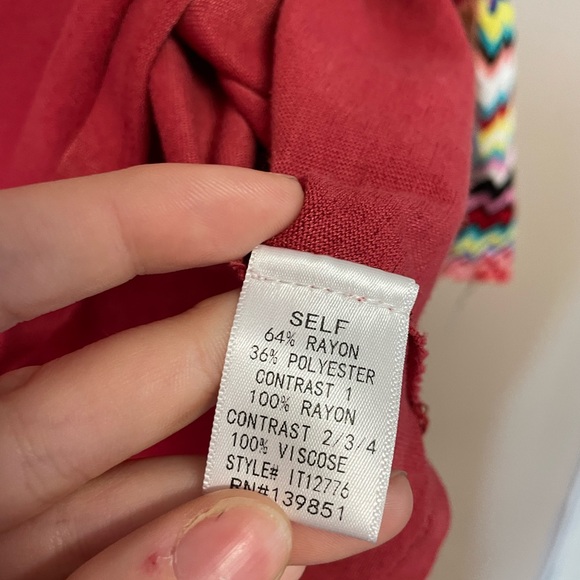 SELF
64% RAYON
36% POLYESTER
CONTRAST 1
100% RAYON
CONTRAST 2/3/4
100% VISCOSE
STYLE# IT12776
RN#139851